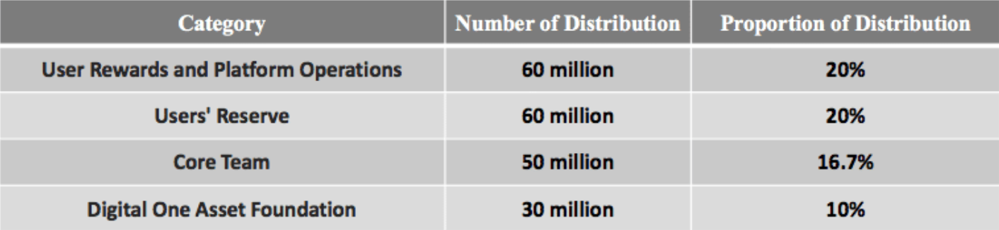 Category Number of Distribution Proportion of Distribution
User Rewards and Platform Operations 60 million 20%
Users' Reserve 60 million 20%
Core Team 50 million 16.7%
Digital One Asset Foundation 30 million 10%